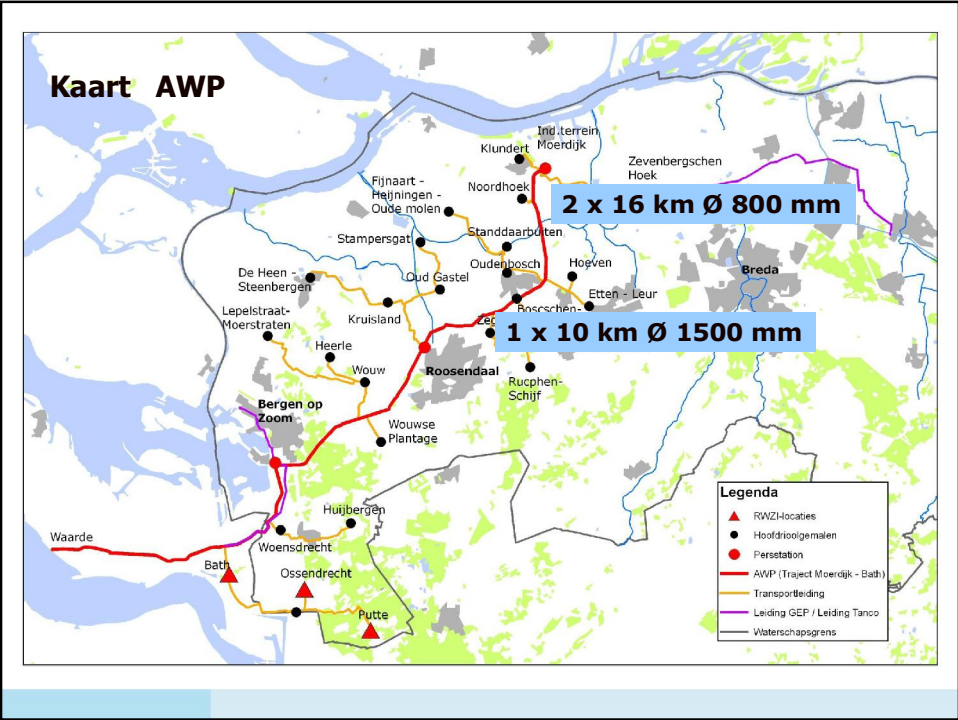 Kaart AWP
Ind.terrein
Moerdijk
Klundert
Zevenbergschen
Hoek
Noordhoek
Fijnaart -
Heijningen -
Oude molen
2 x 16 km Ø 800 mm
Standdaarbuiten
Stampersgat
Oudenbosch
Hoeven
Breda
De Heen -
Steenbergen
Oud Gastel
Etten - Leur
Boscschen-
Lepelstraat-
Moerstraten
Kruisland
1 x 10 km Ø 1500 mm
Heerle
Wouw
Roosendaal
Rucphen-
Schijf
Bergen op
Zoom
Wouwse
Plantage
Huijbergen
Waarde
Woensdrecht
Bath
Ossendrecht
Putte
Legenda
RWZI-locaties
Hoofdrioolgemalen
Persstation
AWP (Traject Moerdijk - Bath)
Transportleiding
Leiding GEP / Leiding Tanco
Waterschapsgrens